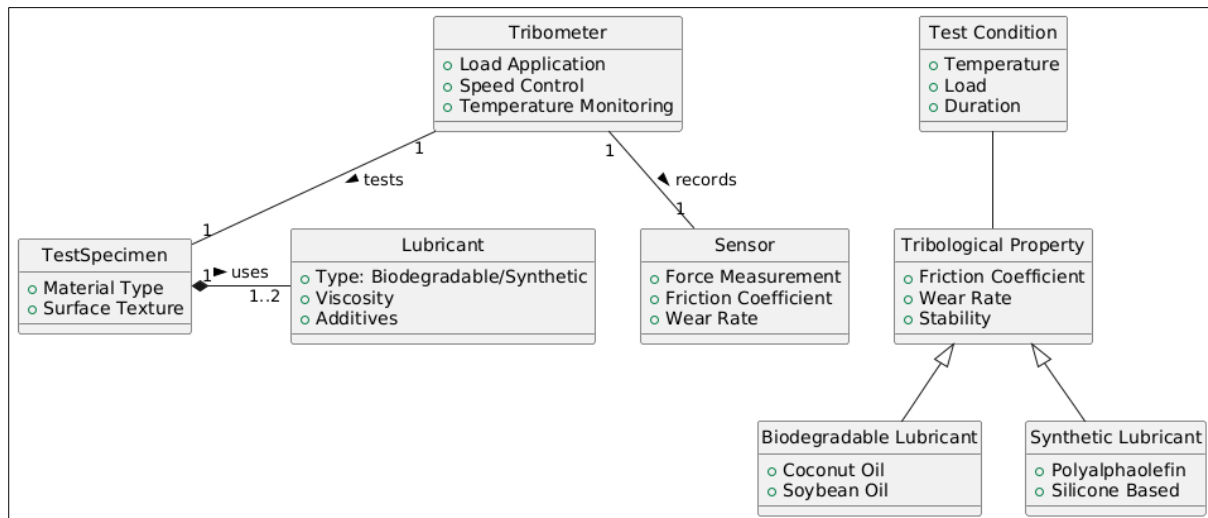 Tribometer
Load Application
Speed Control
Temperature Monitoring
Test Condition
Temperature
Load
Duration
1
tests
1
1
records
1
TestSpecimen
Material Type
Surface Texture
1
uses
1..2
Lubricant
Type: Biodegradable/Synthetic
Viscosity
Additives
Sensor
Force Measurement
Friction Coefficient
Wear Rate
Tribological Property
Friction Coefficient
Wear Rate
Stability
Biodegradable Lubricant
Coconut Oil
Soybean Oil
Synthetic Lubricant
Polyalphaolefin
Silicone Based